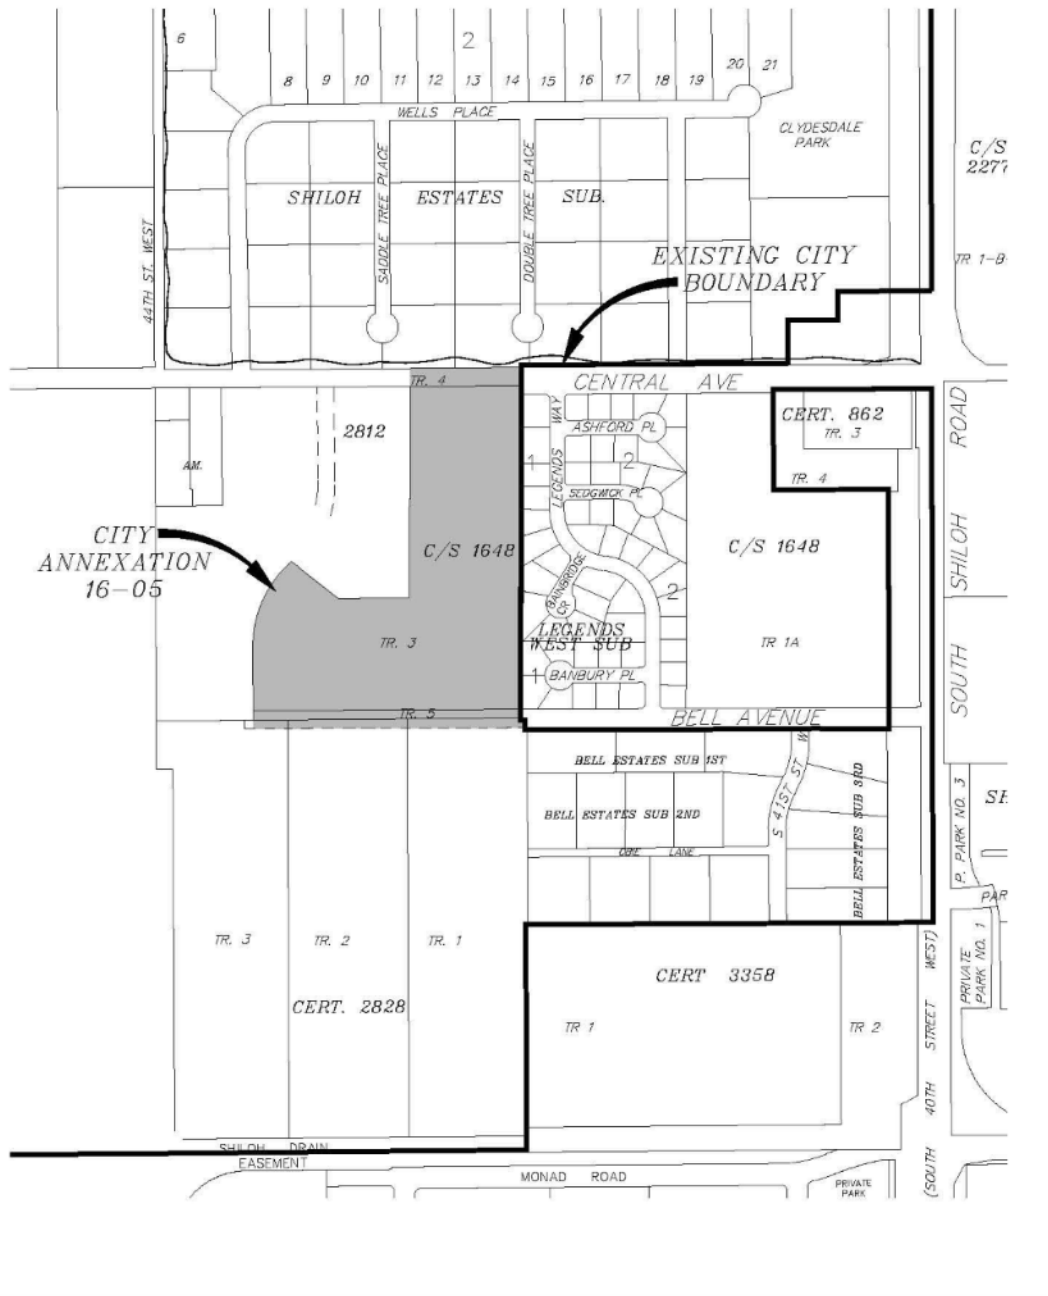 6
2
8 9 10 11 12 13 14 15 16 17 18 19 20 21
WELLS PLACE
CLYDESDALE
PARK
C/S
2277
SADDLE TREE PLACE
DOUBLE TREE PLACE
SHILOH ESTATES SUB.
44TH ST. WEST
EXISTING CITY
BOUNDARY
TR 1-B
TR. 4
CENTRAL AVE
2812
AM.
LEGENDS WAY
ASHFORD PL
1
2
SEDGWICK PL
CERT. 862
TR. 3
TR. 4
SOUTH SHILOH ROAD
CITY
ANNEXATION
16-05
C/S 1648
C/S 1648
BAINBRIDGE
CR
2
LEGENDS
WEST SUB
TR. 3
TR 1A
1
BANBURY PL
TR. 5
BELL AVENUE
BELL ESTATES SUB 1ST
S 41ST ST W
BELL ESTATES SUB 3RD
BELL ESTATES SUB 2ND
OBIE LANE
P. PARK NO. 3
SH
PAR
PRIVATE
PARK NO. 1
TR. 3
TR. 2
TR. 1
CERT. 2828
CERT 3358
TR 1
TR 2
(SOUTH 40TH STREET WEST)
SHILOH DRAIN
EASEMENT
MONAD ROAD
PRIVATE
PARK